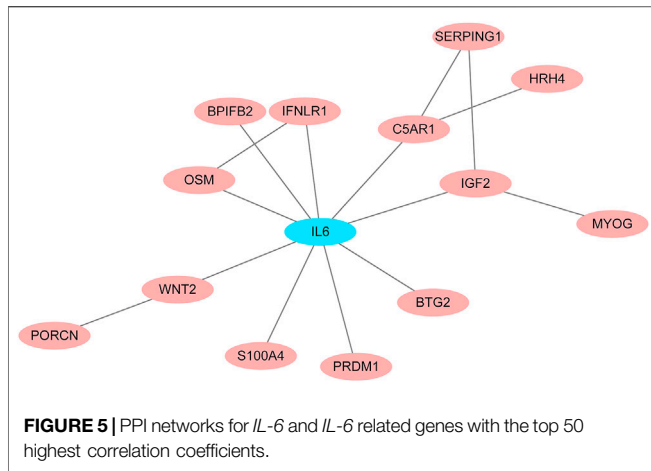 SERPING1
HRH4
BPIFB2
IFNLR1
C5AR1
OSM
IGF2
MYOG
IL6
WNT2
BTG2
PORCN
S100A4
PRDM1
FIGURE 5 | PPI networks for IL-6 and IL-6 related genes with the top 50
highest correlation coefficients.